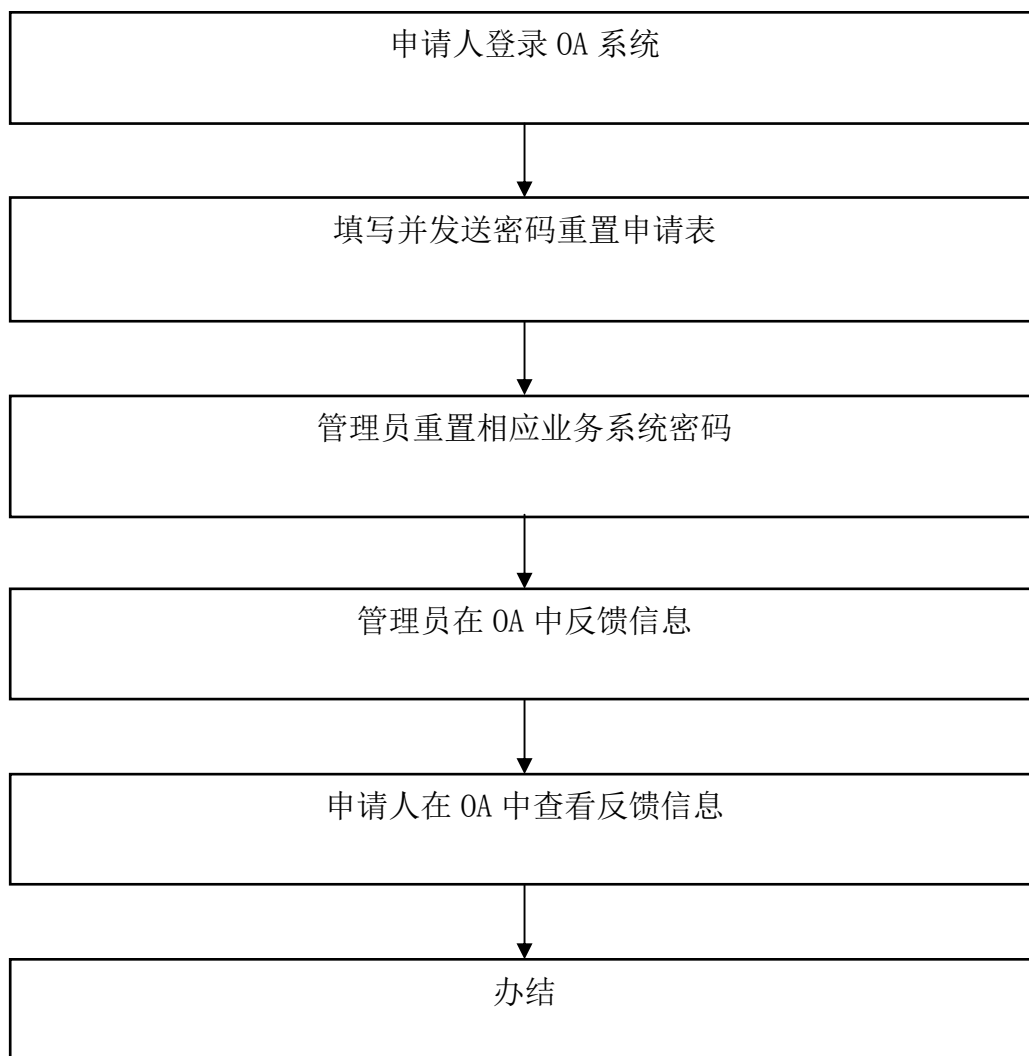 申请人登录 OA 系统
填写并发送密码重置申请表
管理员重置相应业务系统密码
管理员在 OA 中反馈信息
申请人在 OA 中查看反馈信息
办结